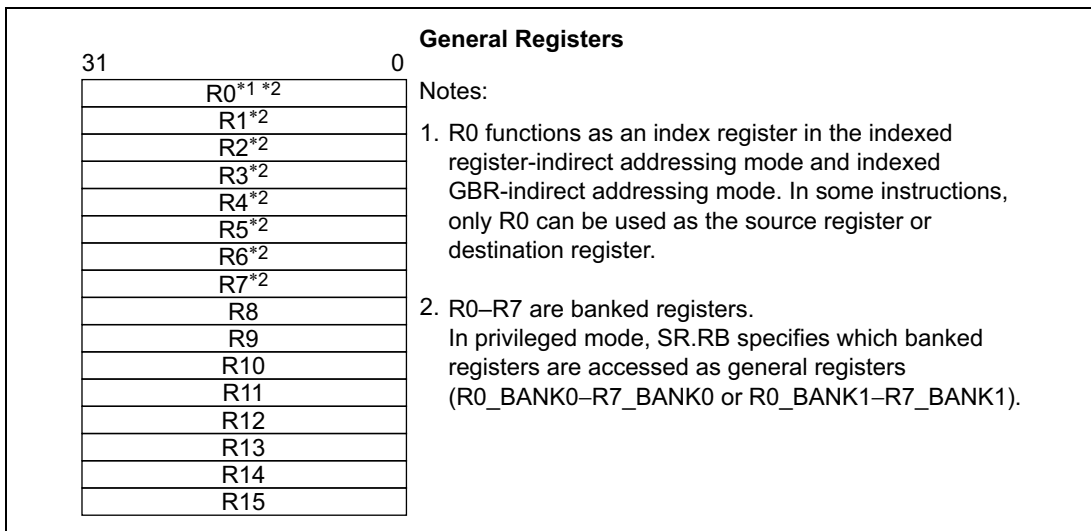 General Registers
31 0
R0*1 *2
R1*2
R2*2
R3*2
R4*2
R5*2
R6*2
R7*2
R8
R9
R10
R11
R12
R13
R14
R15
Notes:
1. R0 functions as an index register in the indexed
register-indirect addressing mode and indexed
GBR-indirect addressing mode. In some instructions,
only R0 can be used as the source register or
destination register.
2. R0–R7 are banked registers.
In privileged mode, SR.RB specifies which banked
registers are accessed as general registers
(R0_BANK0–R7_BANK0 or R0_BANK1–R7_BANK1).